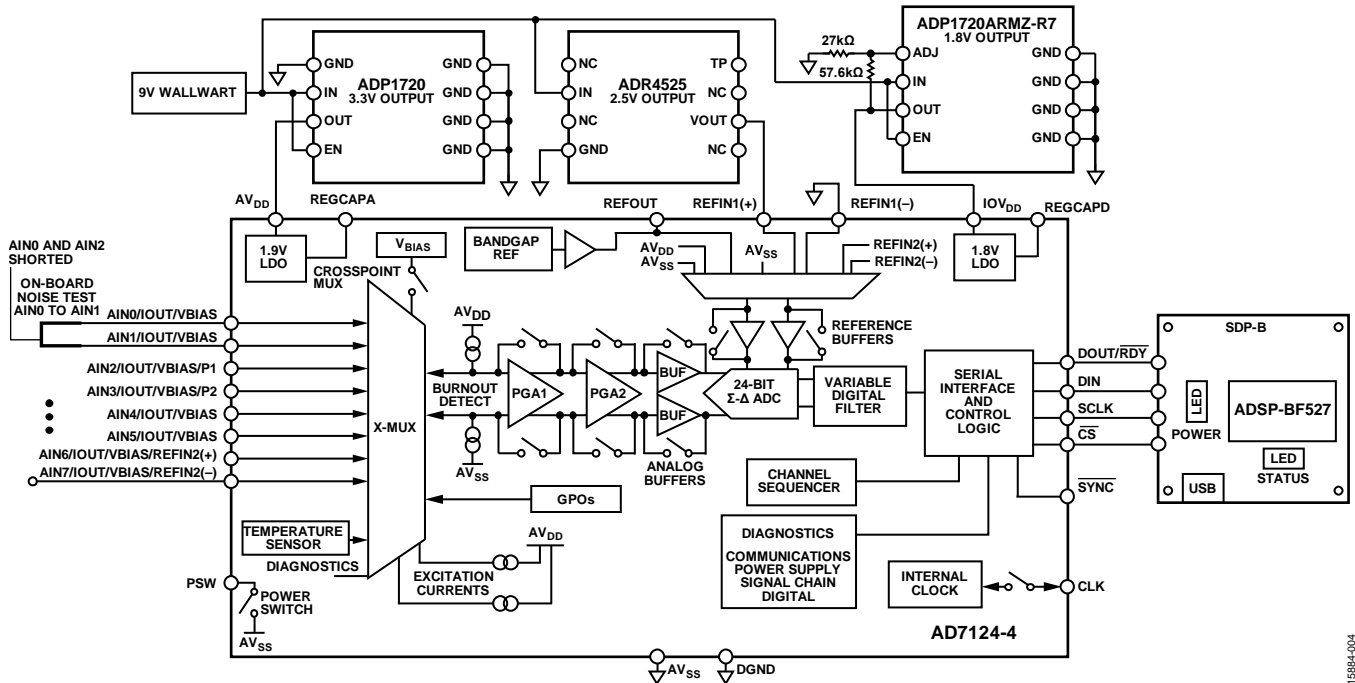 ADP1720ARMZ-R7
1.8V OUTPUT
27kΩ
57.6kΩ
ADJ
IN
OUT
EN
GND
GND
GND
GND
9V WALLWART
GND
IN
OUT
EN
ADP1720
3.3V OUTPUT
GND
GND
GND
GND
NC
IN
NC
GND
ADR4525
2.5V OUTPUT
TP
NC
VOUT
NC
AVDD
REGCAPA
REFOUT
REFIN1(+)
REFIN1(–)
IOVDD
REGCAPD
1.9V
LDO
VBIAS
CROSSPOINT
MUX
BANDGAP
REF
AVDD
AVSS
AVSS
REFIN2(+)
REFIN2(–)
1.8V
LDO
AIN0 AND AIN2
SHORTED
ON-BOARD
NOISE TEST
AIN0 TO AIN1
AIN0/IOUT/VBIAS
AIN1/IOUT/VBIAS
AIN2/IOUT/VBIAS/P1
AIN3/IOUT/VBIAS/P2
AIN4/IOUT/VBIAS
AIN5/IOUT/VBIAS
AIN6/IOUT/VBIAS/REFIN2(+)
AIN7/IOUT/VBIAS/REFIN2(–)
X-MUX
AVDD
BURNOUT
DETECT
AVSS
PGA1
PGA2
BUF
BUF
ANALOG
BUFFERS
REFERENCE
BUFFERS
24-BIT
Σ-Δ ADC
VARIABLE
DIGITAL
FILTER
SERIAL
INTERFACE
AND
CONTROL
LOGIC
DOUT/RDY
DIN
SCLK
CS
SYNC
SDP-B
LED
POWER
ADSP-BF527
LED
STATUS
USB
GPOs
CHANNEL
SEQUENCER
TEMPERATURE
SENSOR
DIAGNOSTICS
AVDD
EXCITATION
CURRENTS
DIAGNOSTICS
COMMUNICATIONS
POWER SUPPLY
SIGNAL CHAIN
DIGITAL
INTERNAL
CLOCK
CLK
PSW
POWER
SWITCH
AVSS
AD7124-4
AVSS
DGND
15884-004